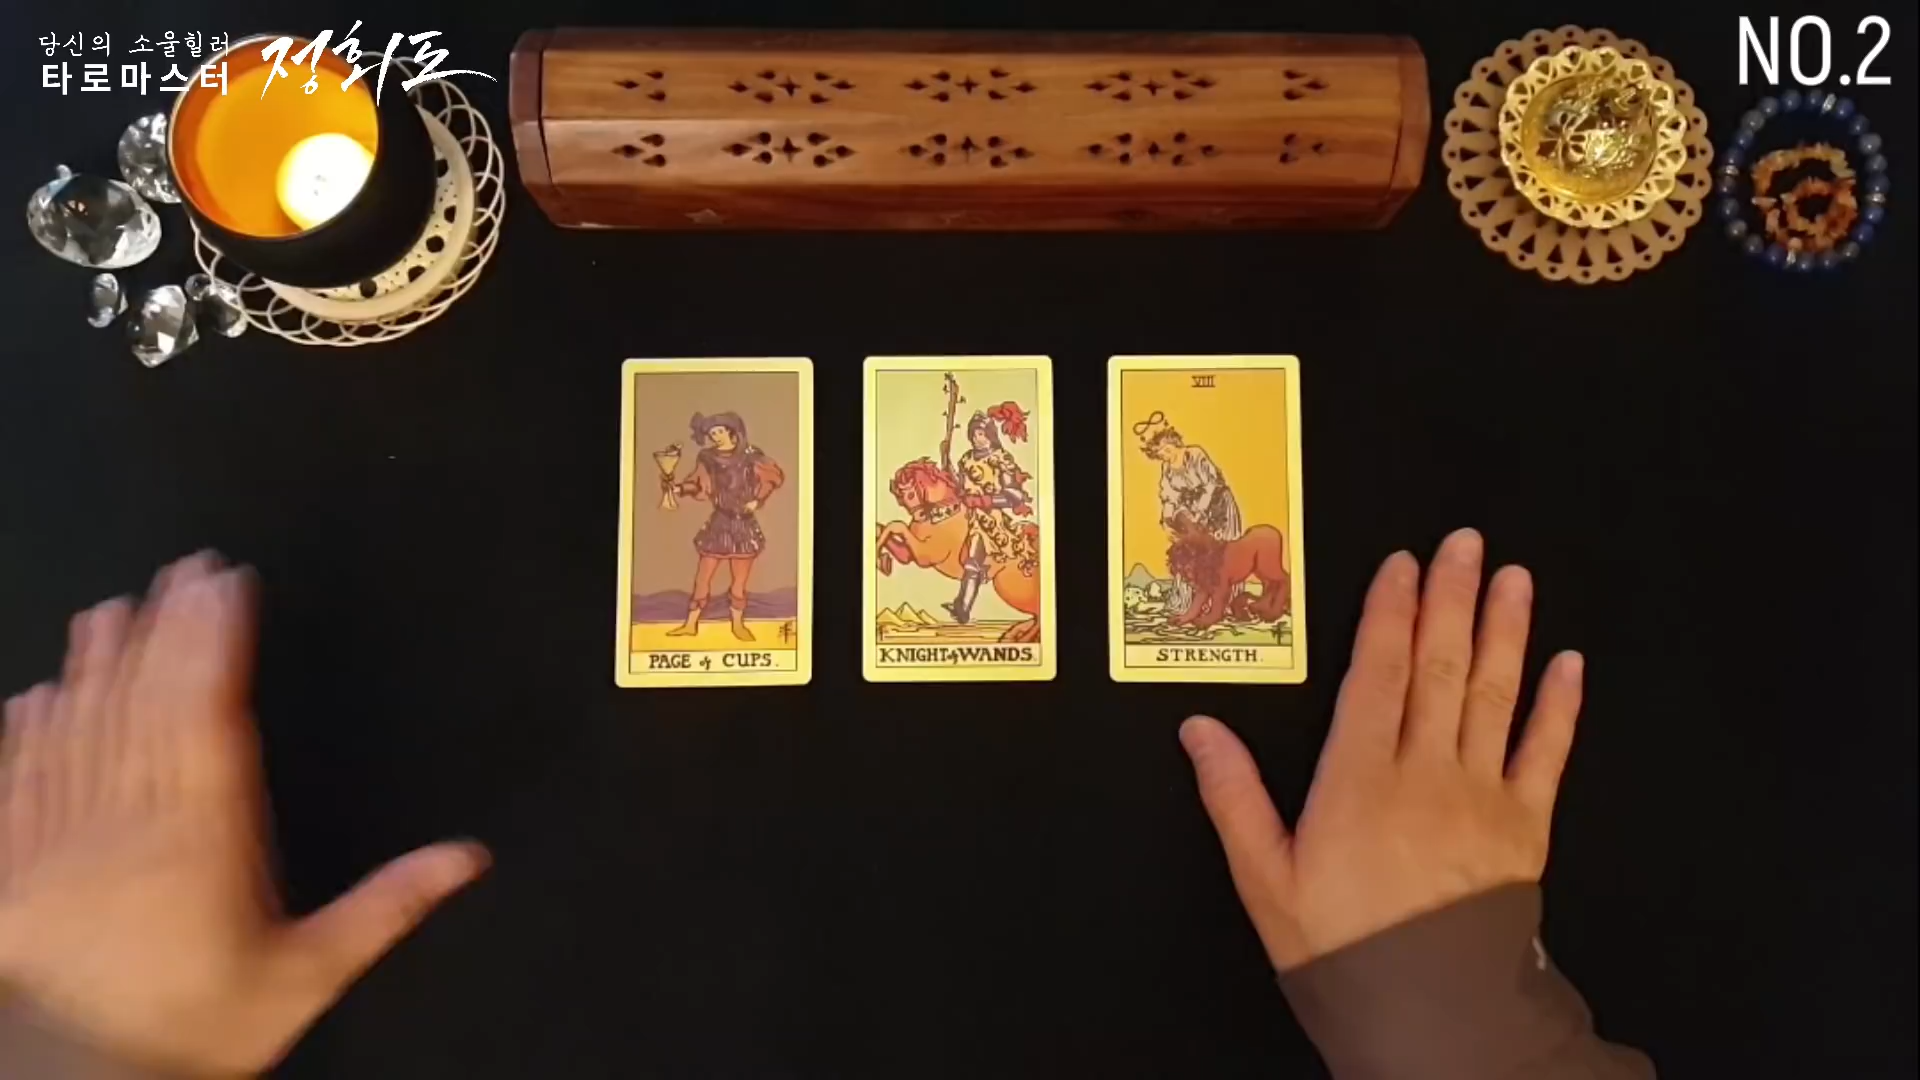 당신의 소울힐러
타로마스터
정회도
NO.2
VIII
PAGE of CUPS.
KNIGHT of WANDS.
STRENGTH.